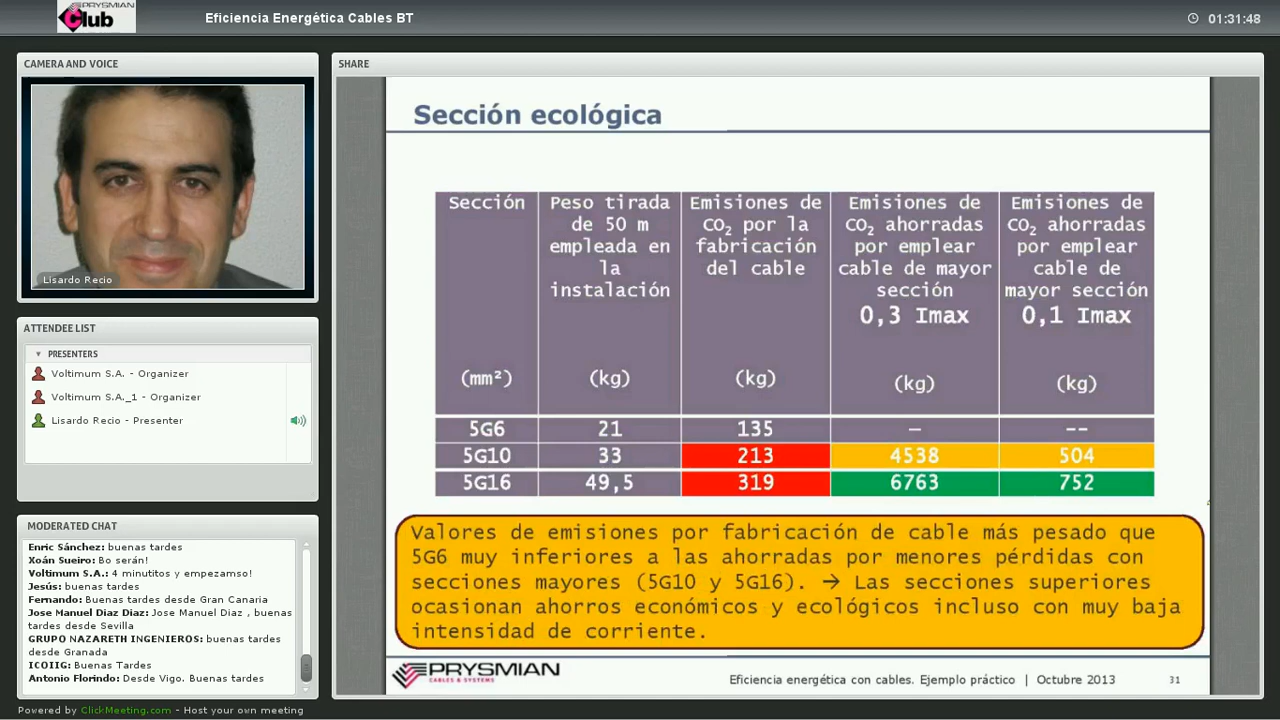 PRYSMIAN
Club
Eficiencia Energética Cables BT
01:31:48
CAMERA AND VOICE
Lisardo Recio
ATTENDEE LIST
PRESENTERS
Voltimum S.A. - Organizer
Voltimum S.A._1 - Organizer
Lisardo Recio - Presenter
MODERATED CHAT
Enric Sánchez: buenas tardes
Xoán Sueiro: Bo serán!
Voltimum S.A.: 4 minutitos y empezamso!
Jesús: buenas tardes
Fernando: Buenas tardes desde Gran Canaria
Jose Manuel Diaz Diaz: Jose Manuel Diaz , buenas
tardes desde Sevilla
GRUPO NAZARETH INGENIEROS: buenas tardes
desde Granada
ICOIIG: Buenas Tardes
Antonio Florindo: Desde Vigo. Buenas tardes
Powered by ClickMeeting.com - Host your own meeting
SHARE
Sección ecológica
Sección
(mm²)
Peso tirada
de 50 m
empleada en
la
instalación
(kg)
Emisiones de
CO₂ por la
fabricación
del cable
(kg)
Emisiones de
CO₂ ahorradas
por emplear
cable de mayor
sección
0,3 Imax
(kg)
Emisiones de
CO₂ ahorradas
por emplear
cable de
mayor sección
0,1 Imax
(kg)
5G6 21 135 — --
5G10 33 213 4538 504
5G16 49,5 319 6763 752
Valores de emisiones por fabricación de cable más pesado que
5G6 muy inferiores a las ahorradas por menores pérdidas con
secciones mayores (5G10 y 5G16). → Las secciones superiores
ocasionan ahorros económicos y ecológicos incluso con muy baja
intensidad de corriente.
PRYSMIAN
CABLES & SYSTEMS
Eficiencia energética con cables. Ejemplo práctico | Octubre 2013
31